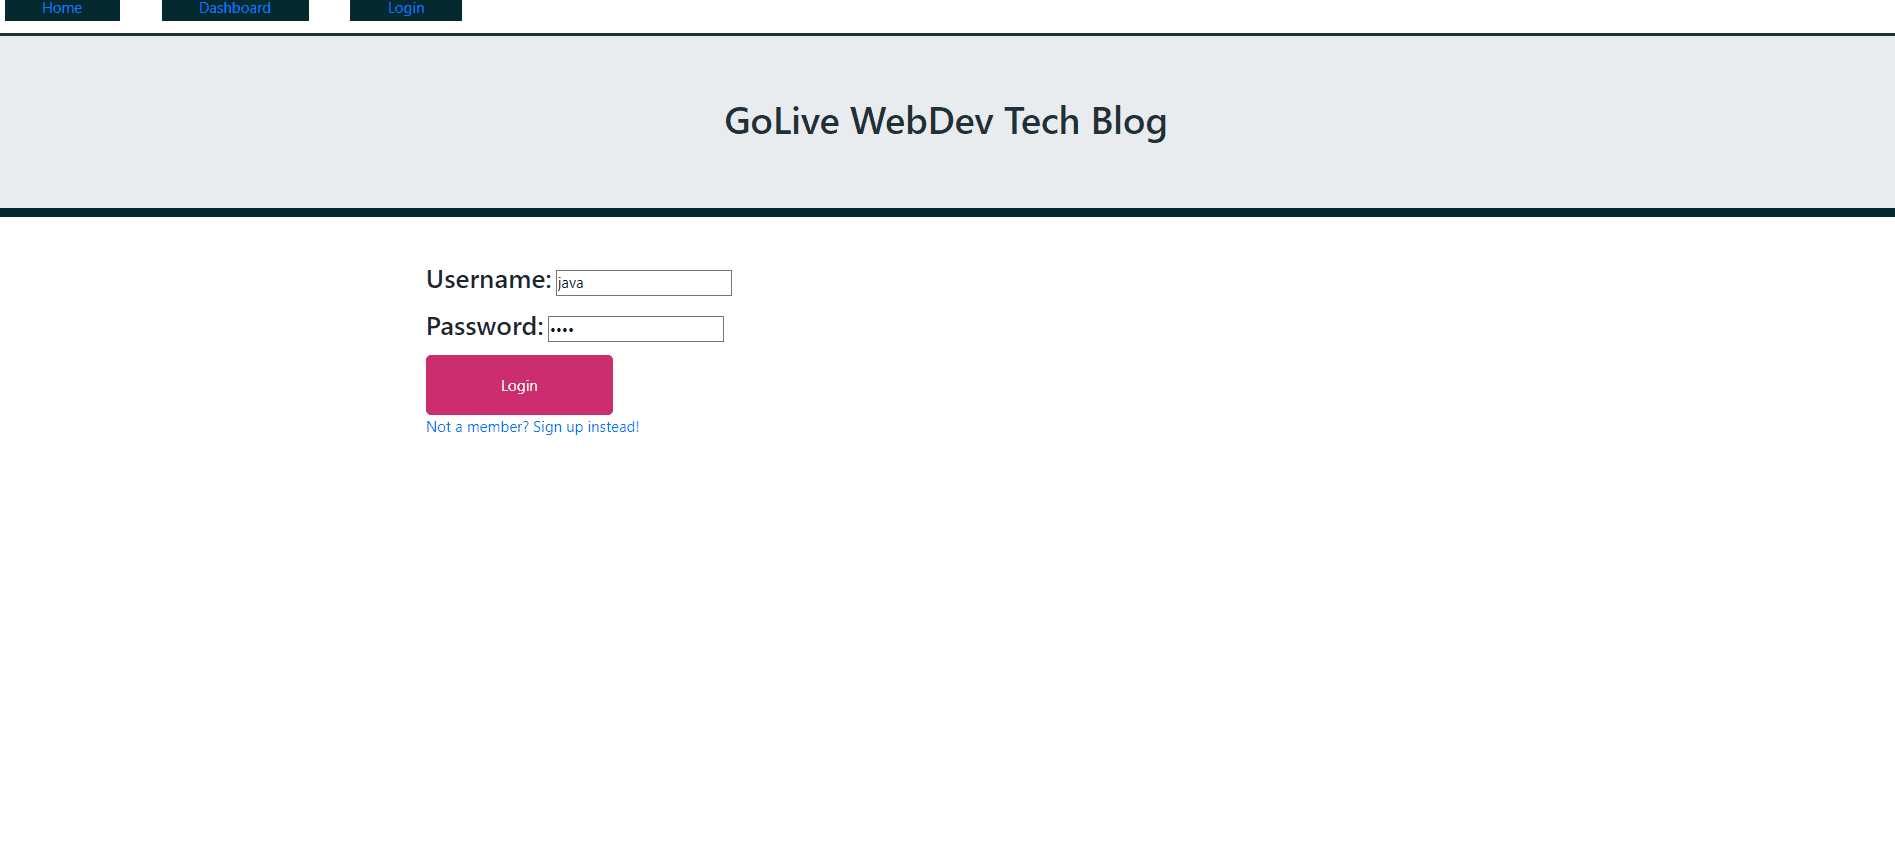 Home Dashboard Login
GoLive WebDev Tech Blog
Username: java
Password: ••••
Login
Not a member? Sign up instead!